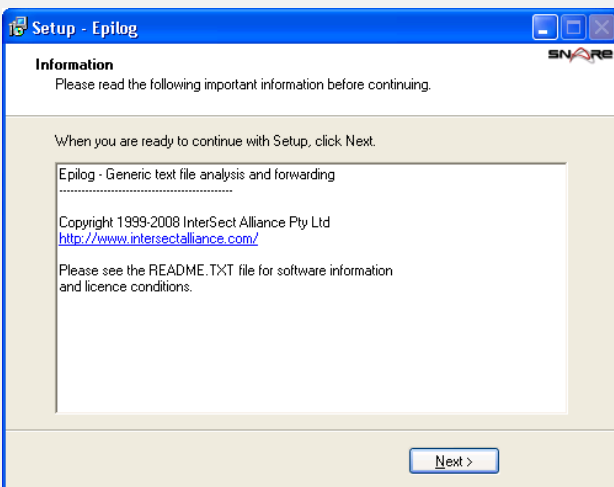 Setup - Epilog
SNARE
Information
Please read the following important information before continuing.
When you are ready to continue with Setup, click Next.
Epilog - Generic text file analysis and forwarding
-----------------------------------------------
Copyright 1999-2008 InterSect Alliance Pty Ltd
http://www.intersectalliance.com/
Please see the README.TXT file for software information
and licence conditions.
Next >